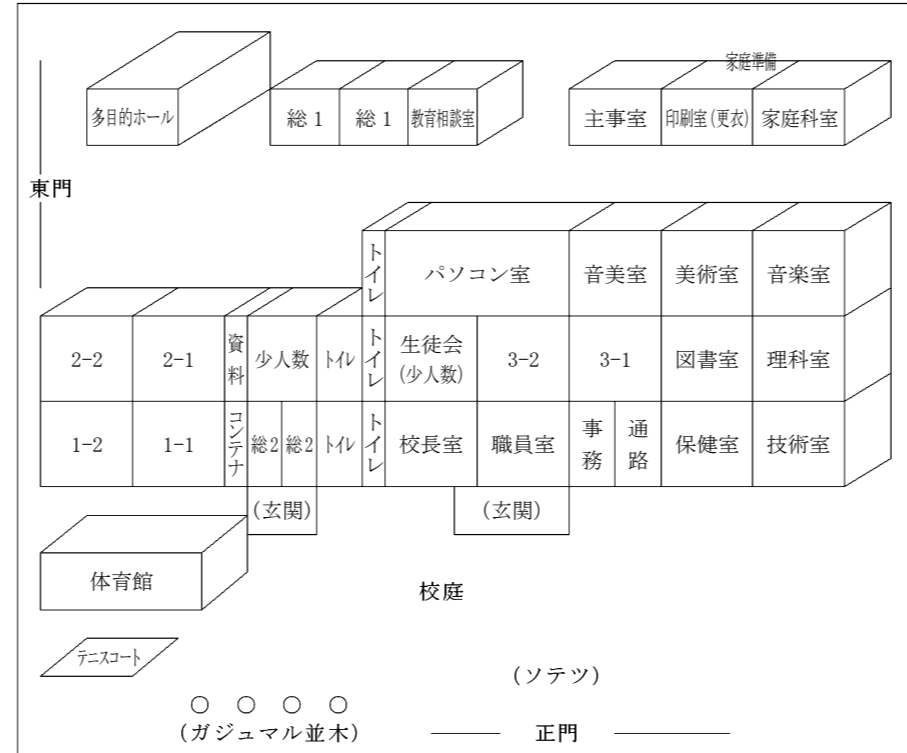 家庭準備
多目的ホール
総1
総1
教育相談室
主事室
印刷室(更衣)
家庭科室
東門
トイレ
パソコン室
音美室
美術室
音楽室
2-2
2-1
資料
少人数
トイレ
トイレ
生徒会
(少人数)
3-2
3-1
図書室
理科室
1-2
1-1
コンテナ
総2
総2
トイレ
トイレ
校長室
職員室
事務
通路
保健室
技術室
(玄関)
(玄関)
体育館
校庭
テニスコート
(ソテツ)
(ガジュマル並木)
正門